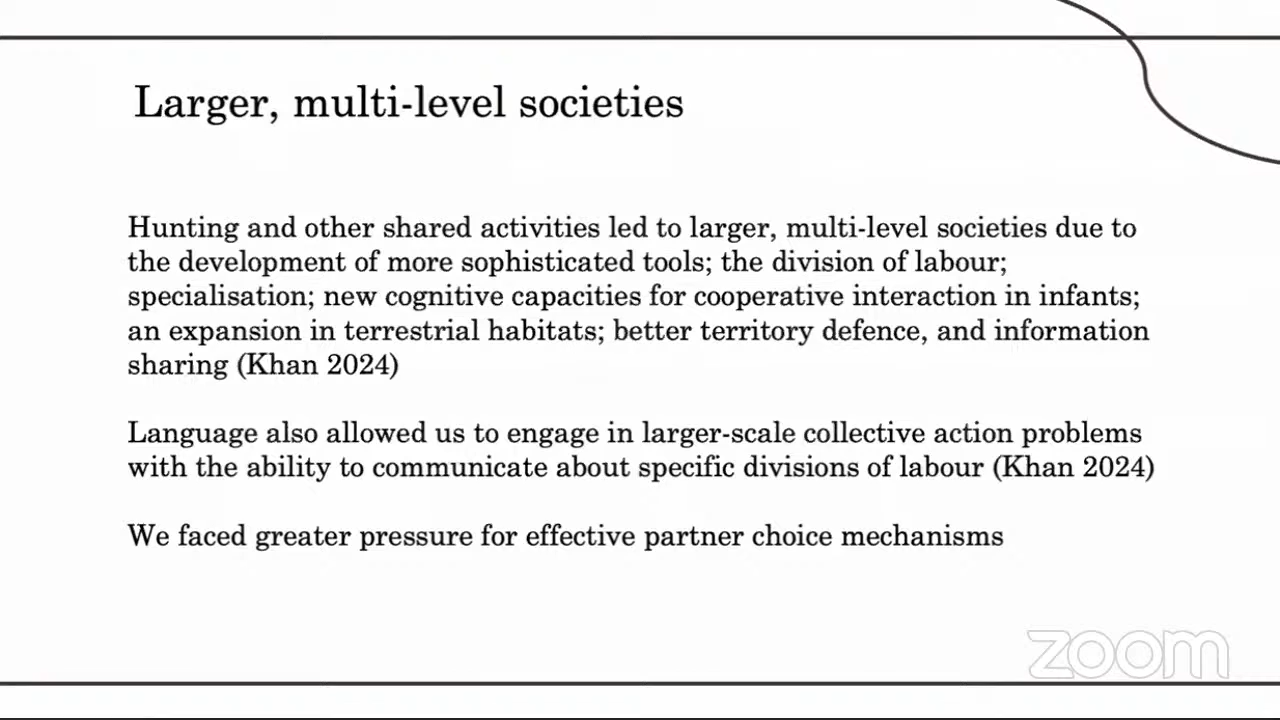 Larger, multi-level societies
Hunting and other shared activities led to larger, multi-level societies due to
the development of more sophisticated tools; the division of labour;
specialisation; new cognitive capacities for cooperative interaction in infants;
an expansion in terrestrial habitats; better territory defence, and information
sharing (Khan 2024)
Language also allowed us to engage in larger-scale collective action problems
with the ability to communicate about specific divisions of labour (Khan 2024)
We faced greater pressure for effective partner choice mechanisms
zoom